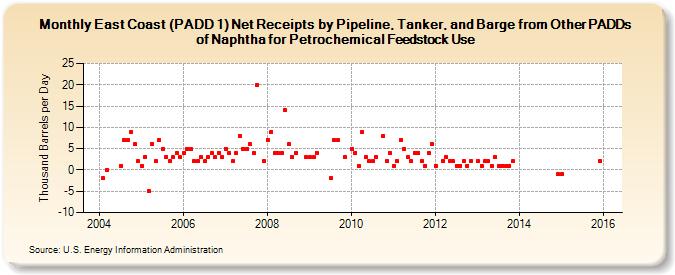 Monthly East Coast (PADD 1) Net Receipts by Pipeline, Tanker, and Barge from Other PADDs
of Naphtha for Petrochemical Feedstock Use
Thousand Barrels per Day
25
20
15
10
5
0
-5
-10
2004 2006 2008 2010 2012 2014 2016
Source: U.S. Energy Information Administration